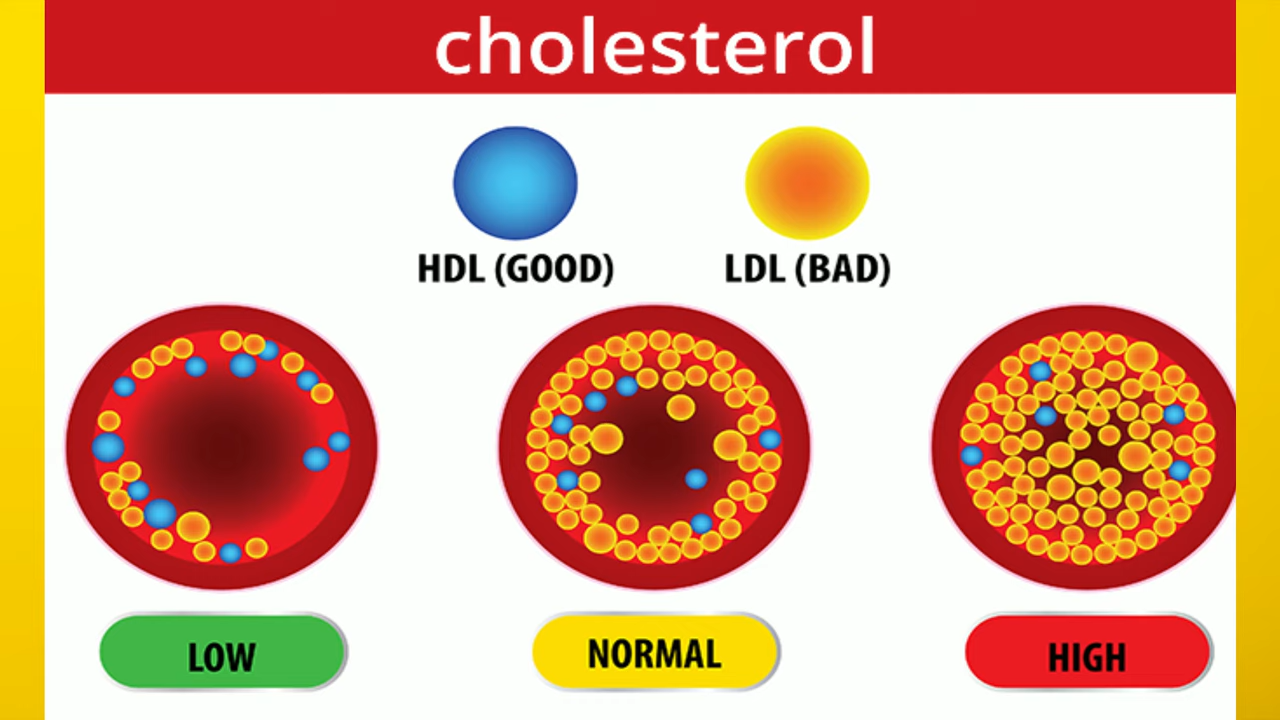 cholesterol
HDL (GOOD)
LDL (BAD)
LOW
NORMAL
HIGH